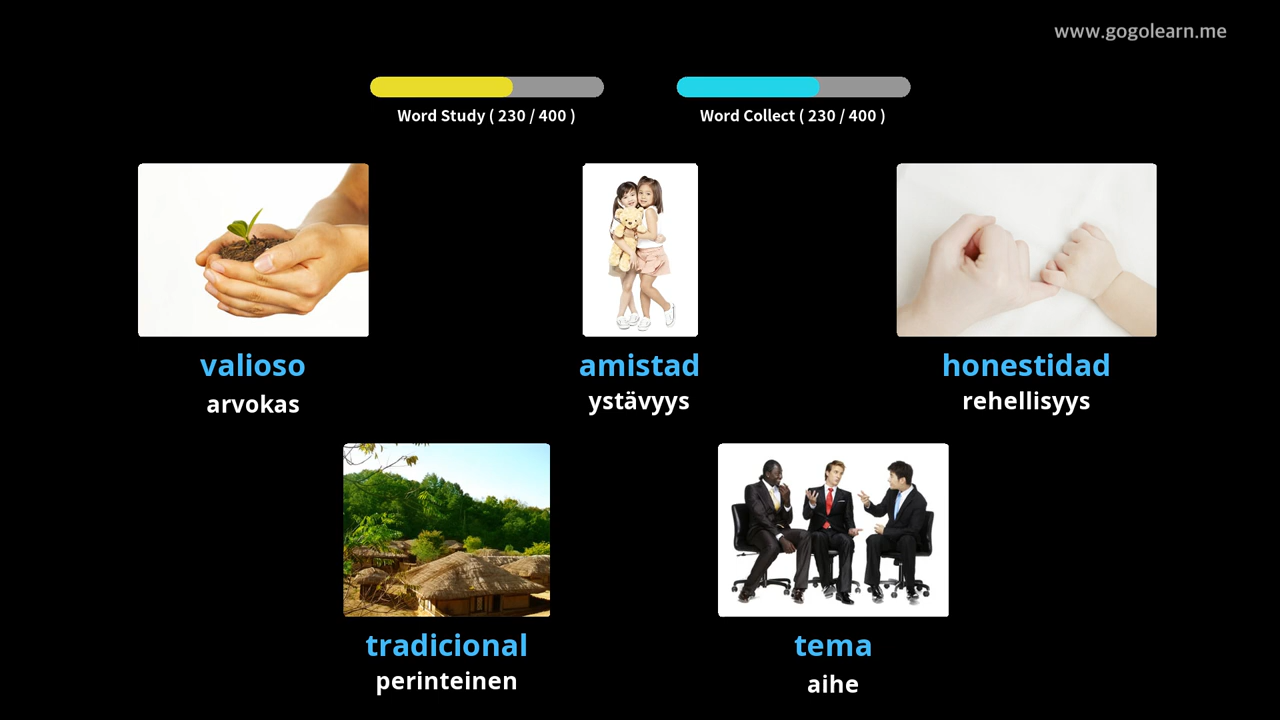 www.gogolearn.me
Word Study ( 230 / 400 )
Word Collect ( 230 / 400 )
valioso
arvokas
amistad
ystävyys
honestidad
rehellisyys
tradicional
perinteinen
tema
aihe